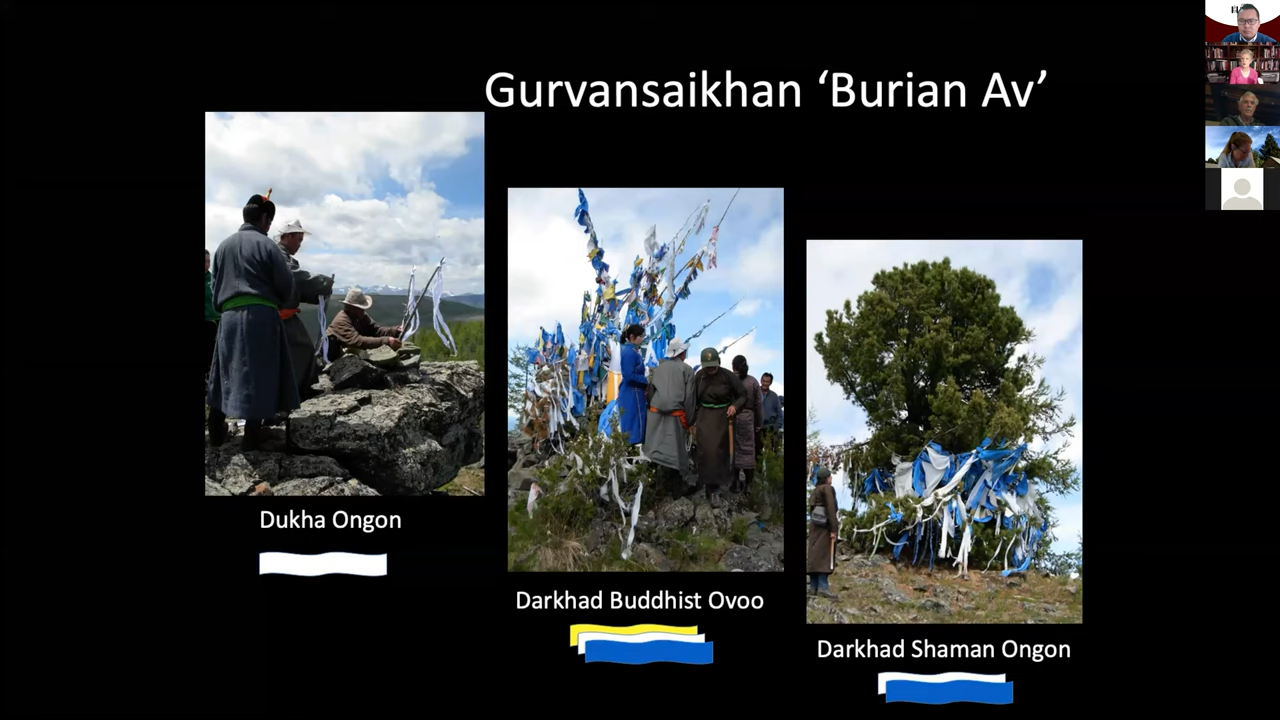 Gurvansaikhan ‘Burian Av’
Dukha Ongon
Darkhad Buddhist Ovoo
Darkhad Shaman Ongon